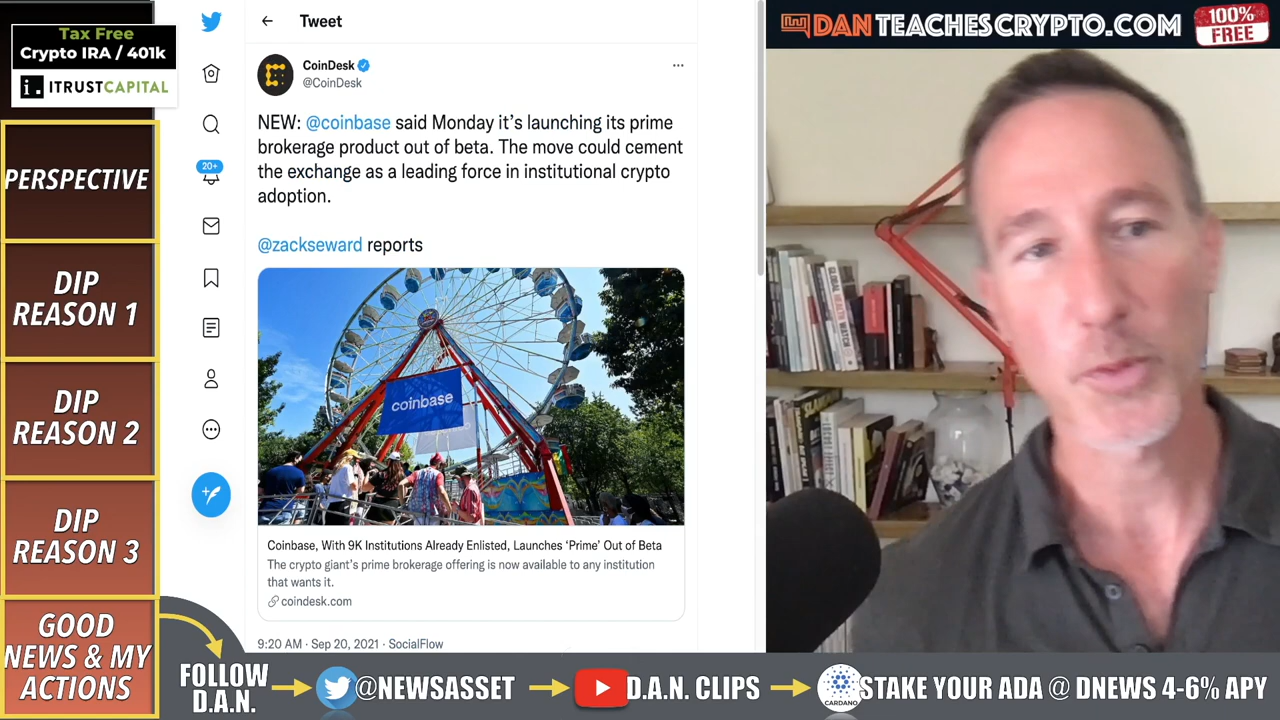 Tax Free
Crypto IRA / 401k
i. ITRUSTCAPITAL
PERSPECTIVE
DIP
REASON 1
DIP
REASON 2
DIP
REASON 3
GOOD
NEWS & MY
ACTIONS
Tweet
20+
CoinDesk
@CoinDesk
NEW: @coinbase said Monday it’s launching its prime
brokerage product out of beta. The move could cement
the exchange as a leading force in institutional crypto
adoption.
@zackseward reports
coinbase
Coinbase, With 9K Institutions Already Enlisted, Launches ‘Prime’ Out of Beta
The crypto giant's prime brokerage offering is now available to any institution
that wants it.
coindesk.com
9:20 AM · Sep 20, 2021 · SocialFlow
DANTEACHESCRYPTO.COM
100%
FREE
GLOBAL HEALTH WATCH
FOLLOW
D.A.N.
@NEWSASSET
D.A.N. CLIPS
CARDANO
STAKE YOUR ADA @ DNEWS 4-6% APY